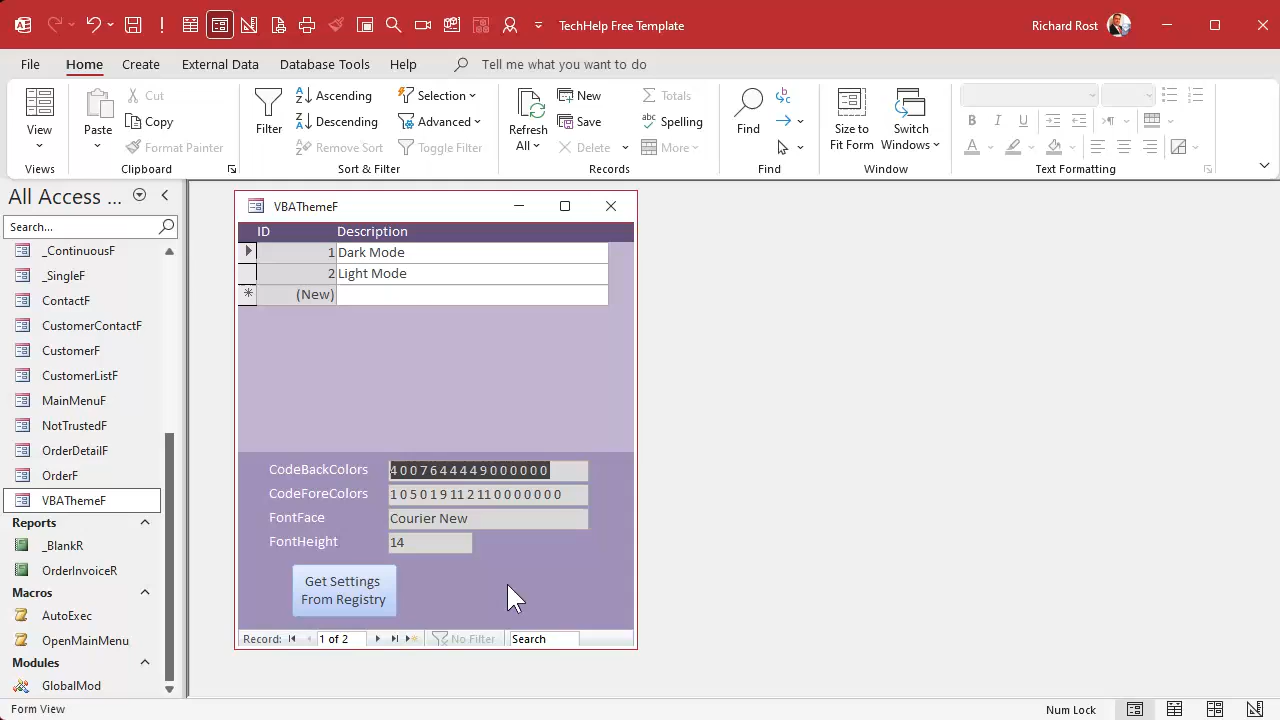 TechHelp Free Template
Richard Rost
File Home Create External Data Database Tools Help Tell me what you want to do
View
Views
Paste
Cut
Copy
Format Painter
Clipboard
Filter
Ascending
Descending
Remove Sort
Selection
Advanced
Toggle Filter
Sort & Filter
Refresh
All
New
Save
Delete
Totals
Spelling
More
Records
Find
Find
Size to
Fit Form
Switch
Windows
Window
B I U
A
Text Formatting
All Access ...
Search...
_ContinuousF
_SingleF
ContactF
CustomerContactF
CustomerF
CustomerListF
MainMenuF
NotTrustedF
OrderDetailF
OrderF
VBAThemeF
Reports
_BlankR
OrderInvoiceR
Macros
AutoExec
OpenMainMenu
Modules
GlobalMod
VBAThemeF
ID Description
1 Dark Mode
2 Light Mode
(New)
CodeBackColors 4 0 0 7 6 4 4 4 4 9 0 0 0 0 0 0
CodeForeColors 1 0 5 0 1 9 11 2 11 0 0 0 0 0 0 0
FontFace Courier New
FontHeight 14
Get Settings
From Registry
Record: 1 of 2 No Filter Search
Form View
Num Lock